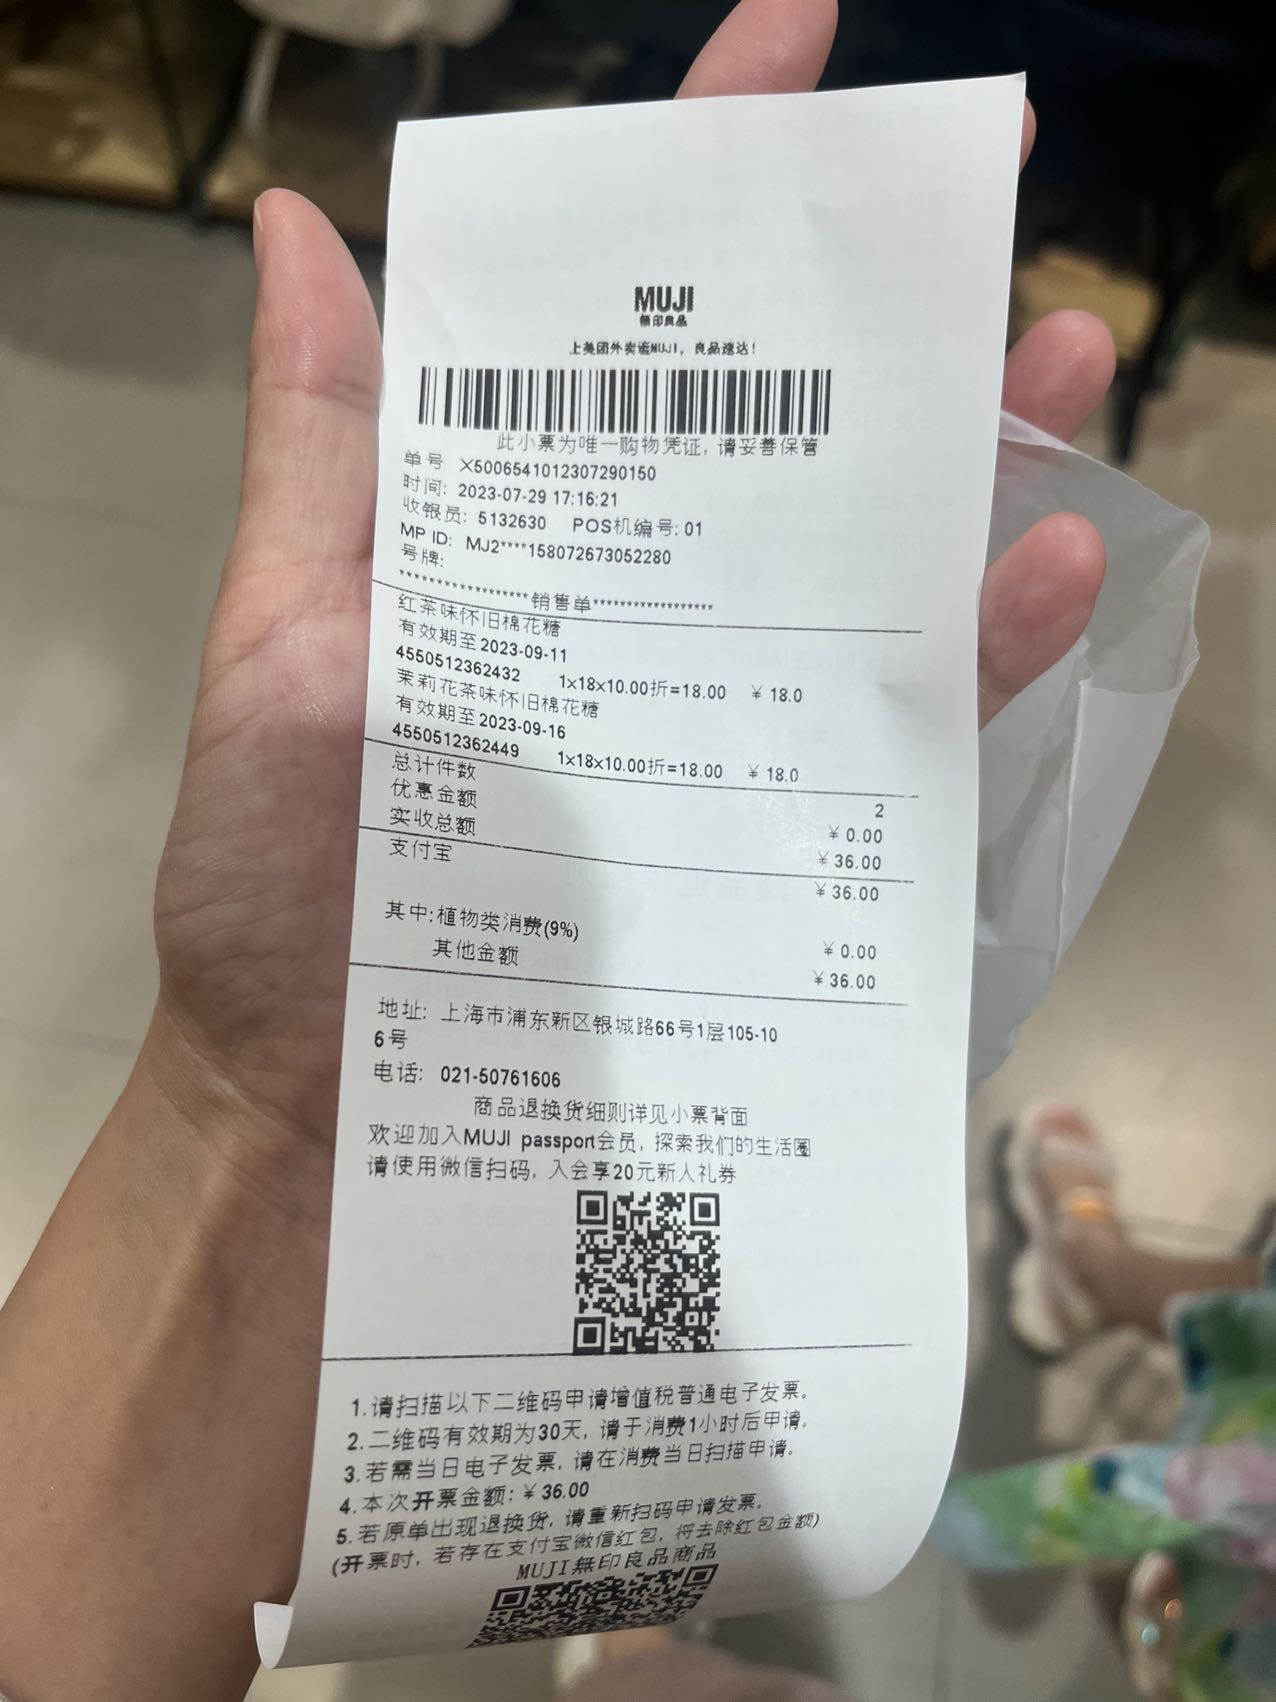 MUJI
無印良品
上美团外卖逛MUJI，良品速达！
此小票为唯一购物凭证, 请妥善保管
单号 X5006541012307290150
时间: 2023-07-29 17:16:21
收银员: 5132630 POS机编号: 01
MP ID: MJ2****158072673052280
号牌:
******************销售单*****************
红茶味怀旧棉花糖
有效期至2023-09-11
4550512362432 1x18x10.00折=18.00 ￥ 18.0
茉莉花茶味怀旧棉花糖
有效期至2023-09-16
4550512362449 1x18x10.00折=18.00 ￥ 18.0
总计件数 2
优惠金额 ￥ 0.00
实收总额 ￥ 36.00
支付宝 ￥ 36.00
其中:植物类消费(9%) ￥ 0.00
其他金额 ￥ 36.00
地址: 上海市浦东新区银城路66号1层105-10
6号
电话: 021-50761606
商品退换货细则详见小票背面
欢迎加入MUJI passport会员, 探索我们的生活圈
请使用微信扫码, 入会享20元新人礼券
1.请扫描以下二维码申请增值税普通电子发票。
2.二维码有效期为30天, 请于消费1小时后申请。
3.若需当日电子发票, 请在消费当日扫描申请。
4.本次开票金额: ￥ 36.00
5.若原单出现退换货, 请重新扫码申请发票。
(开票时, 若存在支付宝微信红包, 将去除红包金额)
MUJI無印良品商品